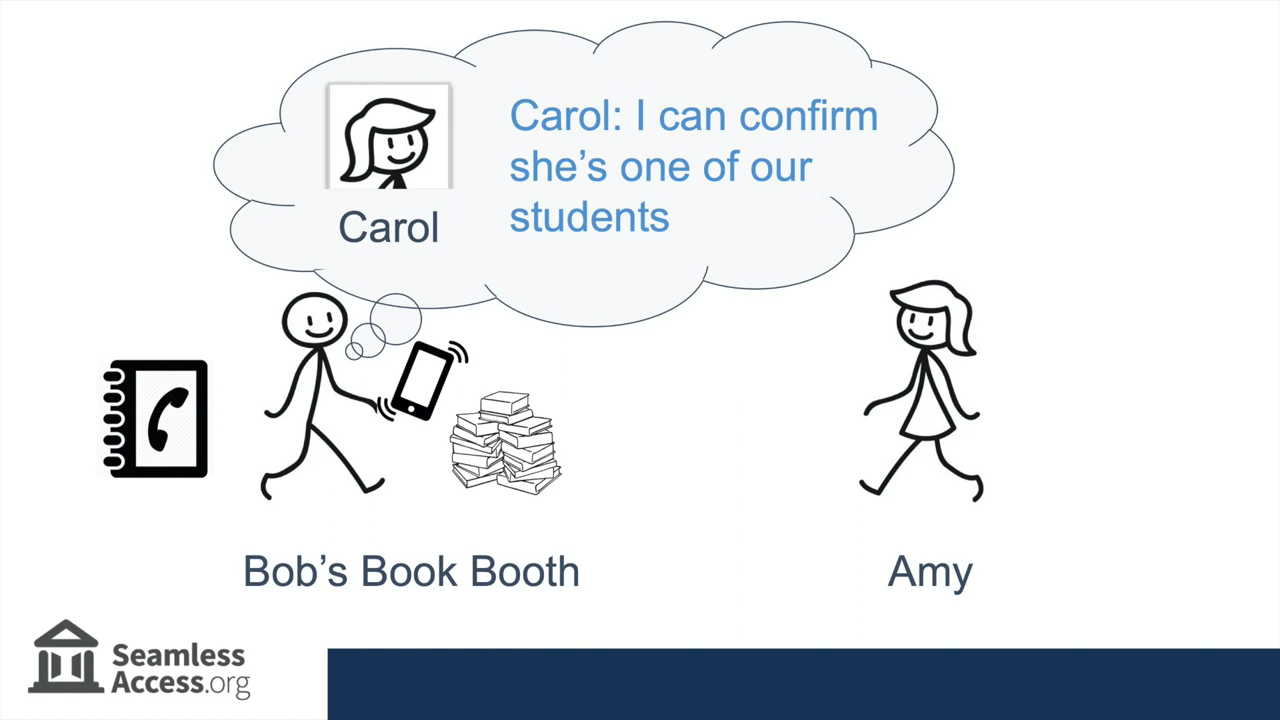 Carol: I can confirm
she’s one of our
students
Carol
Bob’s Book Booth
Amy
Seamless
Access.org